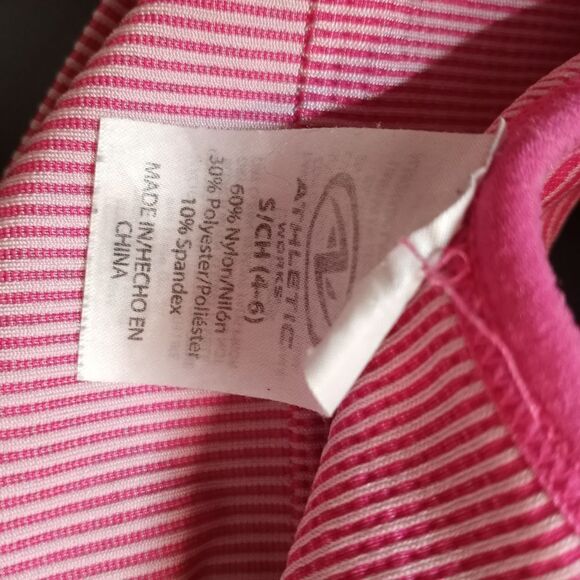 ATHLETIC
WORKS
S/CH (4-6)
60% Nylon/Nilón
30% Polyester/Poliéster
10% Spandex
MADE IN/HECHO EN
CHINA